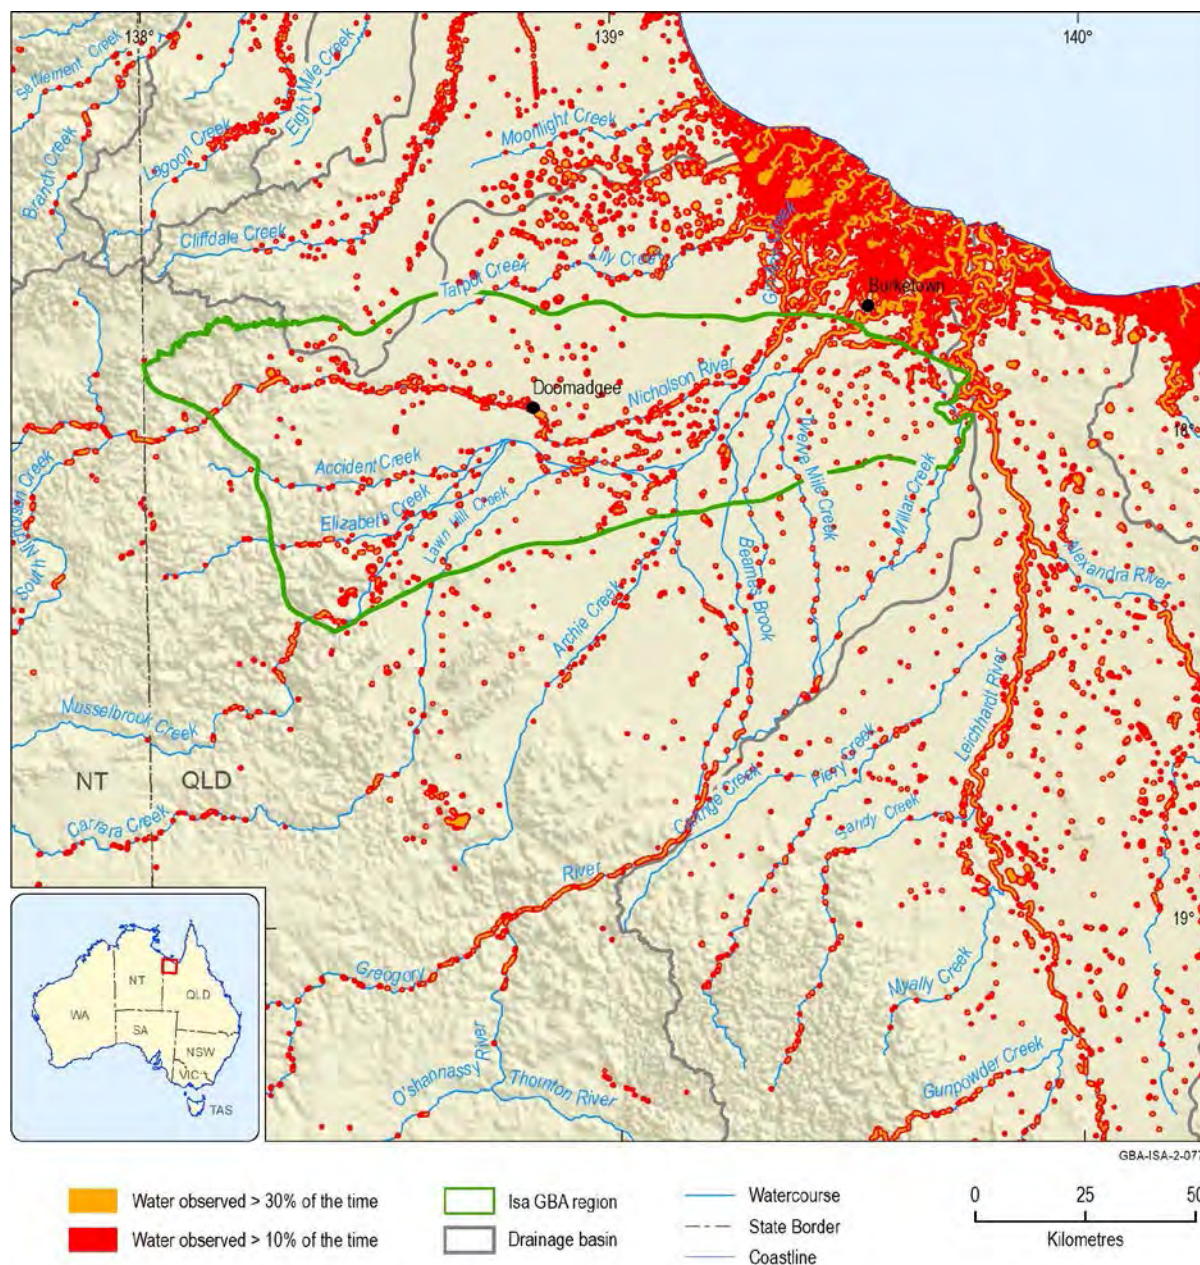 138°
139°
140°
Settlement Creek
Eight Mile Creek
Branch Creek
Lagoon Creek
Moonlight Creek
Cliffdale Creek
Lily Creek
Tarpot Creek
Burketown
Nicholson River
Doomadgee
Twelve Mile Creek
18°
Accident Creek
Elizabeth Creek
Lawn Hill Creek
Millar Creek
South Nicholson Creek
Beames Brook
Archie Creek
Alexandra River
Leichhardt River
Musselbrook Creek
NT
QLD
Fiery Creek
Carrara Creek
Sandy Creek
River
19°
Greogory
Myally Creek
Gunpowder Creek
O'shannassy River
Thornton River
NT
QLD
WA
SA
NSW
VIC
TAS
GBA-ISA-2-077
Water observed > 30% of the time
Water observed > 10% of the time
Isa GBA region
Drainage basin
Watercourse
State Border
Coastline
0 25 50
Kilometres